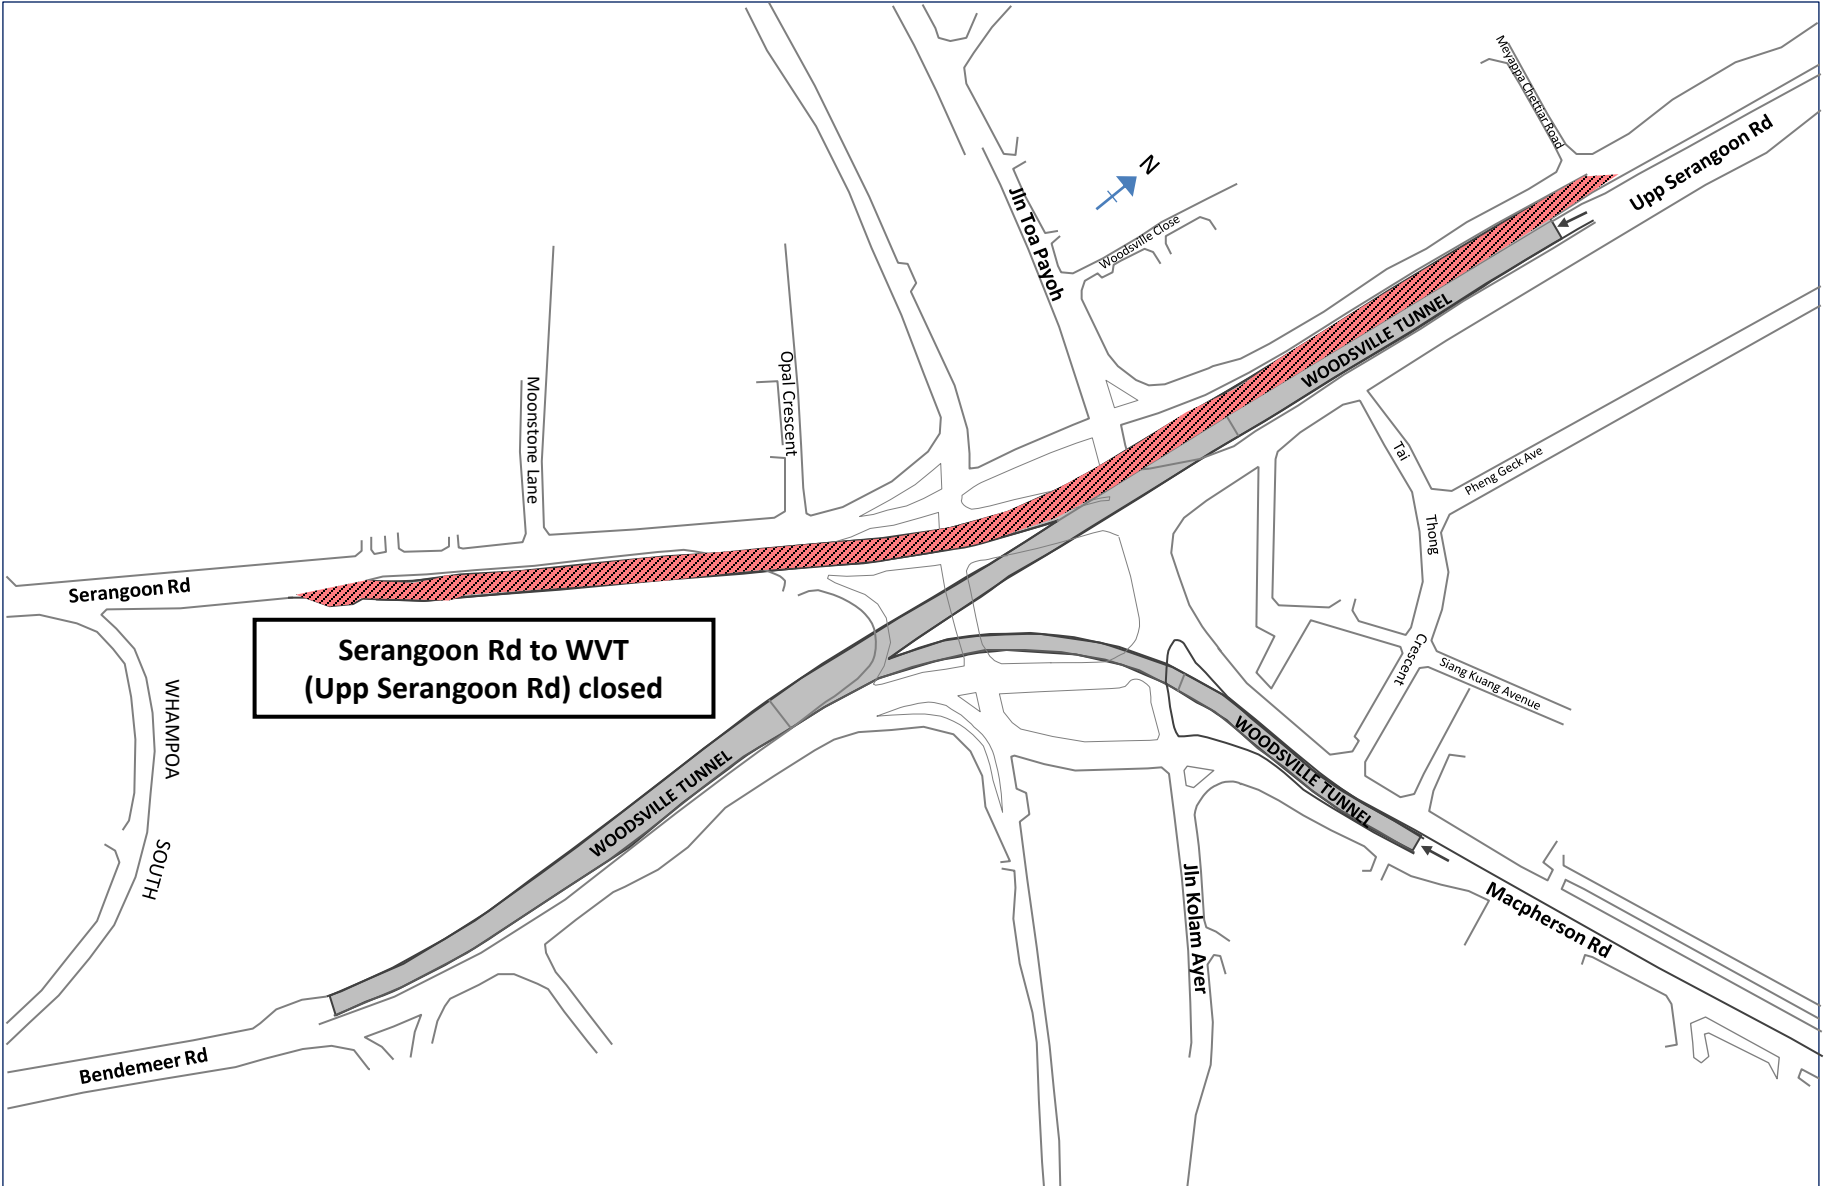 Meyappa Chettiar Road
Upp Serangoon Rd
N
Jln Toa Payoh
Woodsville Close
WOODSVILLE TUNNEL
Opal Crescent
Moonstone Lane
Tai
Thong
Crescent
Pheng Geck Ave
Serangoon Rd
Serangoon Rd to WVT
(Upp Serangoon Rd) closed
Siang Kuang Avenue
WHAMPOA
SOUTH
WOODSVILLE TUNNEL
WOODSVILLE TUNNEL
Jln Kolam Ayer
Macpherson Rd
Bendemeer Rd